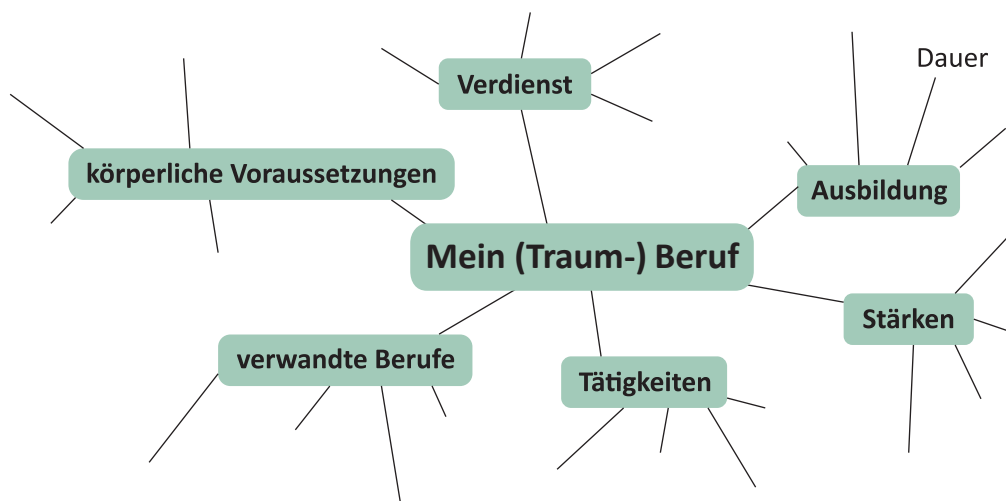 Dauer
Verdienst
körperliche Voraussetzungen
Ausbildung
Mein (Traum-) Beruf
Stärken
verwandte Berufe
Tätigkeiten